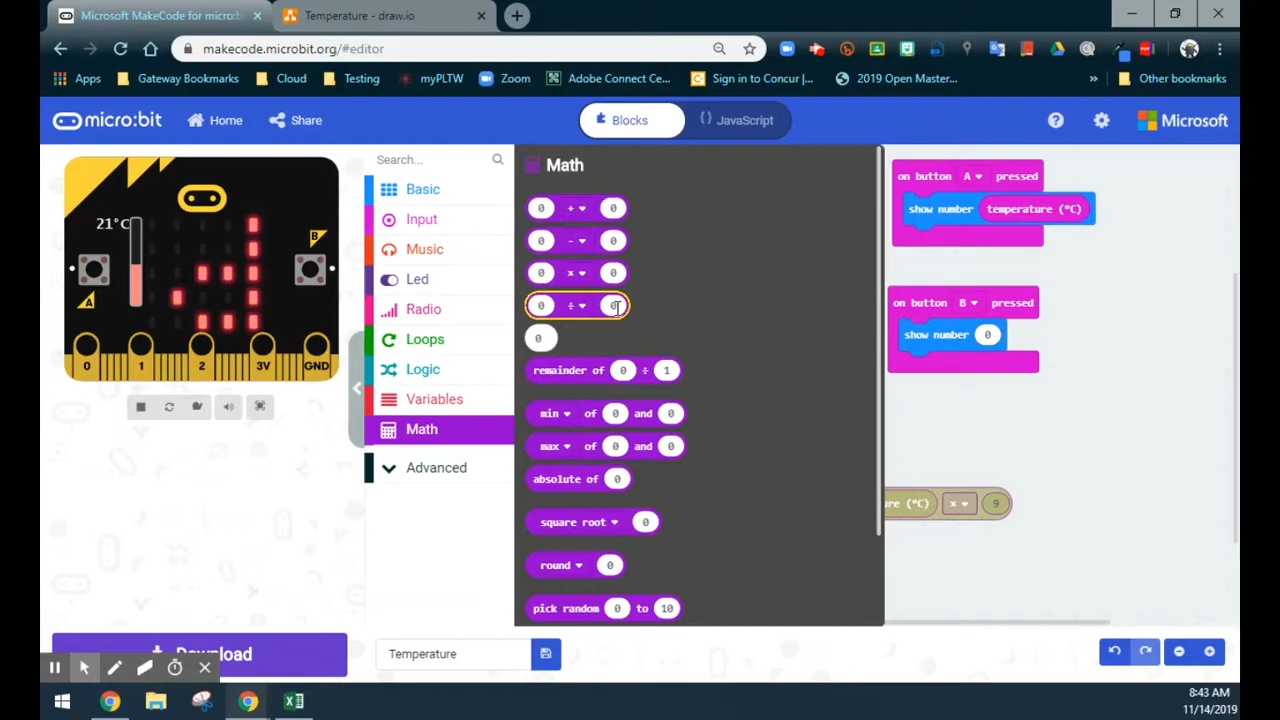 Microsoft MakeCode for micro:b
Temperature - draw.io
makecode.microbit.org/#editor
Apps
Gateway Bookmarks
Cloud
Testing
myPLTW
Zoom
Adobe Connect Ce...
Sign in to Concur |...
2019 Open Master...
Other bookmarks
micro:bit
Home
Share
Blocks
{ } JavaScript
?
Microsoft
21°C
A
B
0
1
2
3V
GND
Download
Search...
Basic
Input
Music
Led
Radio
Loops
Logic
Variables
Math
Advanced
Math
0 + 0
0 - 0
0 x 0
0 ÷ 0
0
remainder of 0 ÷ 1
min of 0 and 0
max of 0 and 0
absolute of 0
square root 0
round 0
pick random 0 to 10
on button A pressed
show number temperature (°C)
on button B pressed
show number 0
ure (°C) x 9
Temperature
8:43 AM
11/14/2019